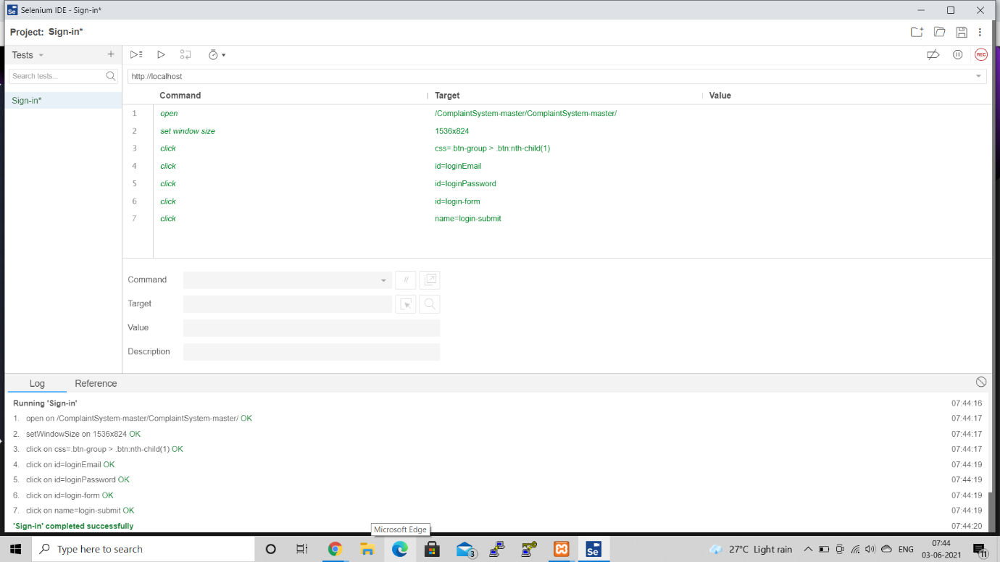 Se Selenium IDE - Sign-in*
Project: Sign-in*
Tests
REC
Search tests...
http://localhost
Sign-in*
Command Target Value
1 open /ComplaintSystem-master/ComplaintSystem-master/
2 set window size 1536x824
3 click css=.btn-group > .btn:nth-child(1)
4 click id=loginEmail
5 click id=loginPassword
6 click id=login-form
7 click name=login-submit
Command //
Target
Value
Description
Log Reference
Running 'Sign-in' 07:44:16
1. open on /ComplaintSystem-master/ComplaintSystem-master/ OK 07:44:17
2. setWindowSize on 1536x824 OK 07:44:17
3. click on css=.btn-group > .btn:nth-child(1) OK 07:44:17
4. click on id=loginEmail OK 07:44:19
5. click on id=loginPassword OK 07:44:19
6. click on id=login-form OK 07:44:19
7. click on name=login-submit OK 07:44:19
'Sign-in' completed successfully 07:44:20
Microsoft Edge
Type here to search 3 Se 27°C Light rain ENG 07:44
03-06-2021 11